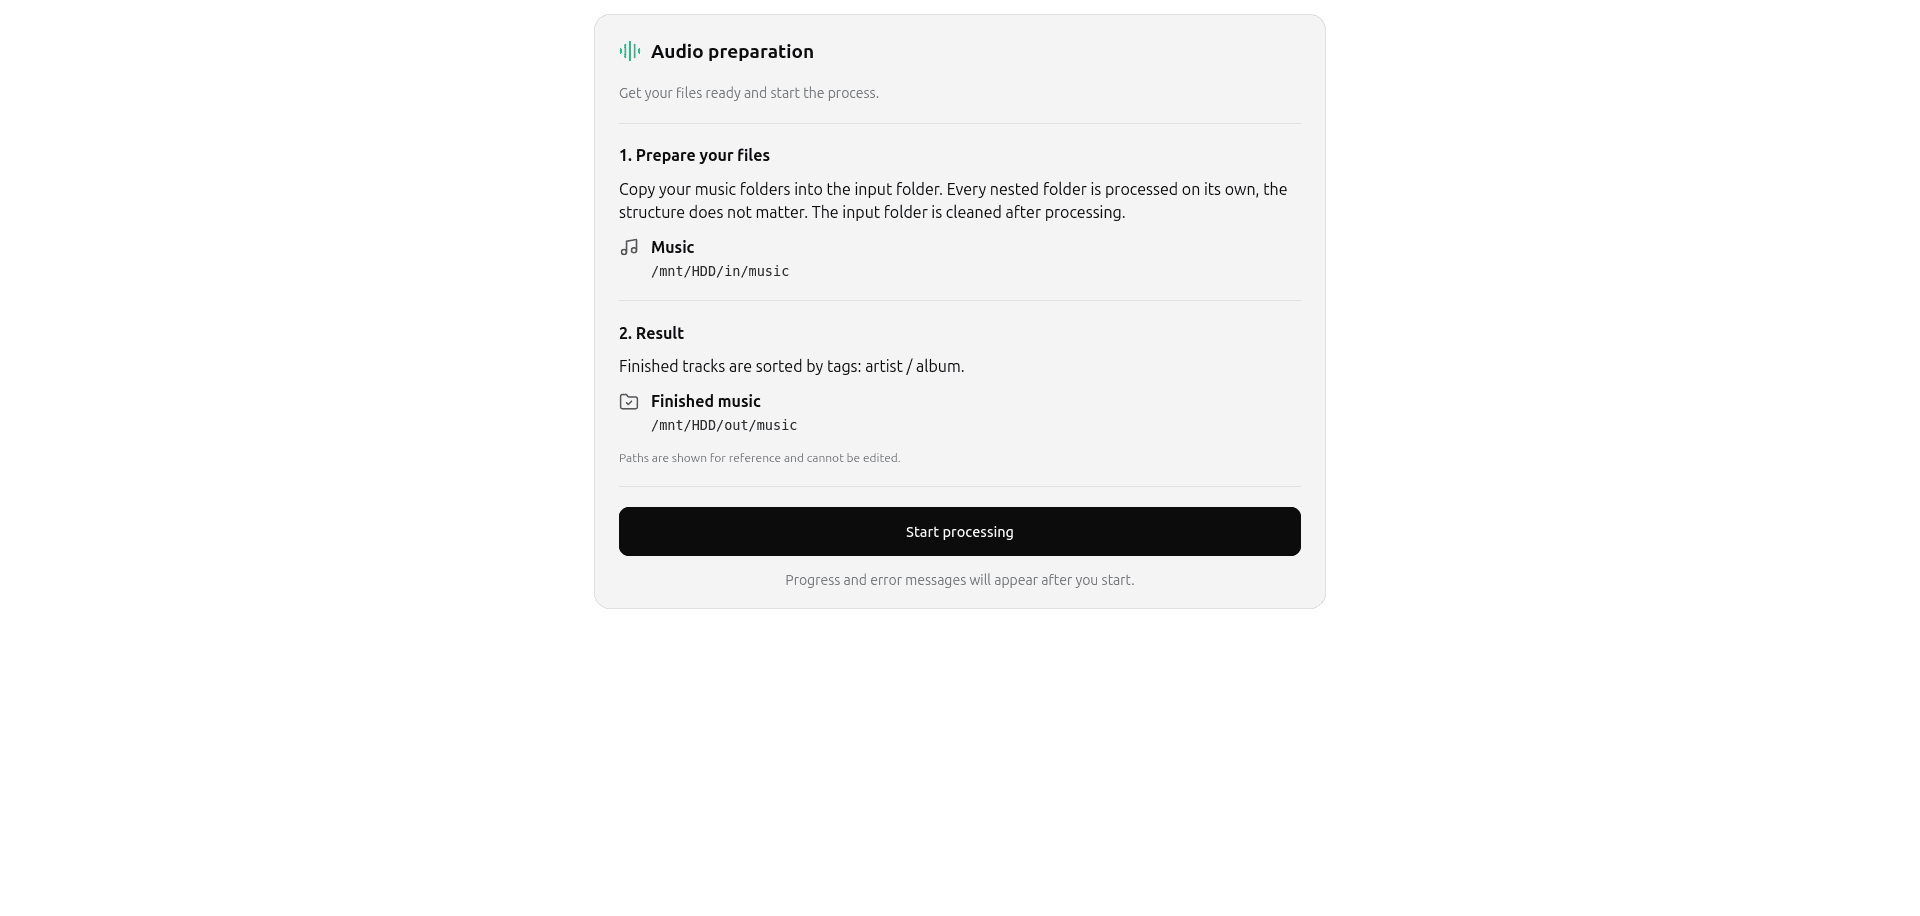 Audio preparation
Get your files ready and start the process.
1. Prepare your files
Copy your music folders into the input folder. Every nested folder is processed on its own, the
structure does not matter. The input folder is cleaned after processing.
Music
/mnt/HDD/in/music
2. Result
Finished tracks are sorted by tags: artist / album.
Finished music
/mnt/HDD/out/music
Paths are shown for reference and cannot be edited.
Start processing
Progress and error messages will appear after you start.